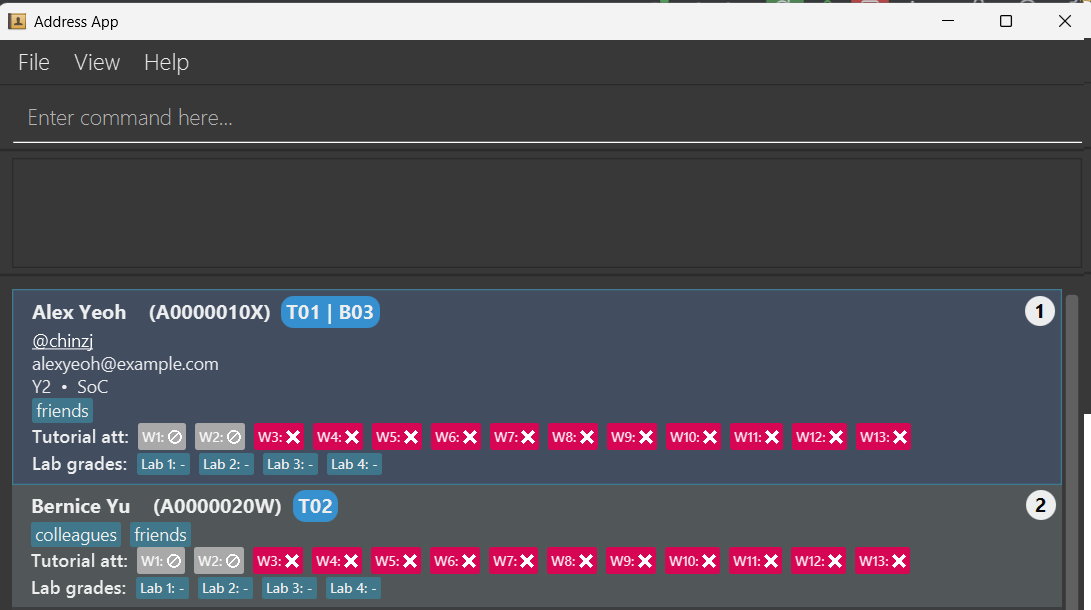 Address App
File View Help
Enter command here...
Alex Yeoh (A0000010X) T01 | B03 1
@chinzj
alexyeoh@example.com
Y2 • SoC
friends
Tutorial att: W1: W2: W3: W4: W5: W6: W7: W8: W9: W10: W11: W12: W13:
Lab grades: Lab 1: - Lab 2: - Lab 3: - Lab 4: -
Bernice Yu (A0000020W) T02 2
colleagues friends
Tutorial att: W1: W2: W3: W4: W5: W6: W7: W8: W9: W10: W11: W12: W13:
Lab grades: Lab 1: - Lab 2: - Lab 3: - Lab 4: -